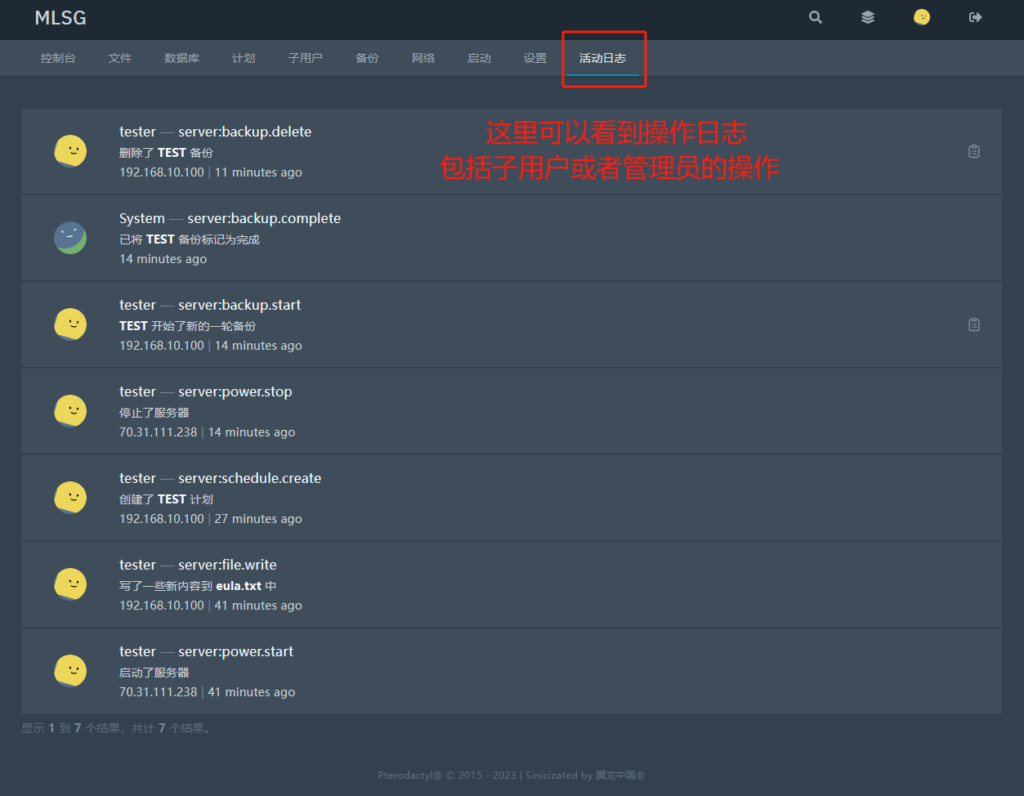 MLSG
控制台 文件 数据库 计划 子用户 备份 网络 启动 设置 活动日志
tester — server:backup.delete
删除了 TEST 备份
192.168.10.100 | 11 minutes ago
这里可以看到操作日志
包括子用户或者管理员的操作
System — server:backup.complete
已将 TEST 备份标记为完成
14 minutes ago
tester — server:backup.start
TEST 开始了新的一轮备份
192.168.10.100 | 14 minutes ago
tester — server:power.stop
停止了服务器
70.31.111.238 | 14 minutes ago
tester — server:schedule.create
创建了 TEST 计划
192.168.10.100 | 27 minutes ago
tester — server:file.write
写了一些新内容到 eula.txt 中
192.168.10.100 | 41 minutes ago
tester — server:power.start
启动了服务器
70.31.111.238 | 41 minutes ago
显示 1 到 7 个结果，共计 7 个结果。
Pterodactyl® © 2015 - 2023 | Sinicizated by 翼龙中国®